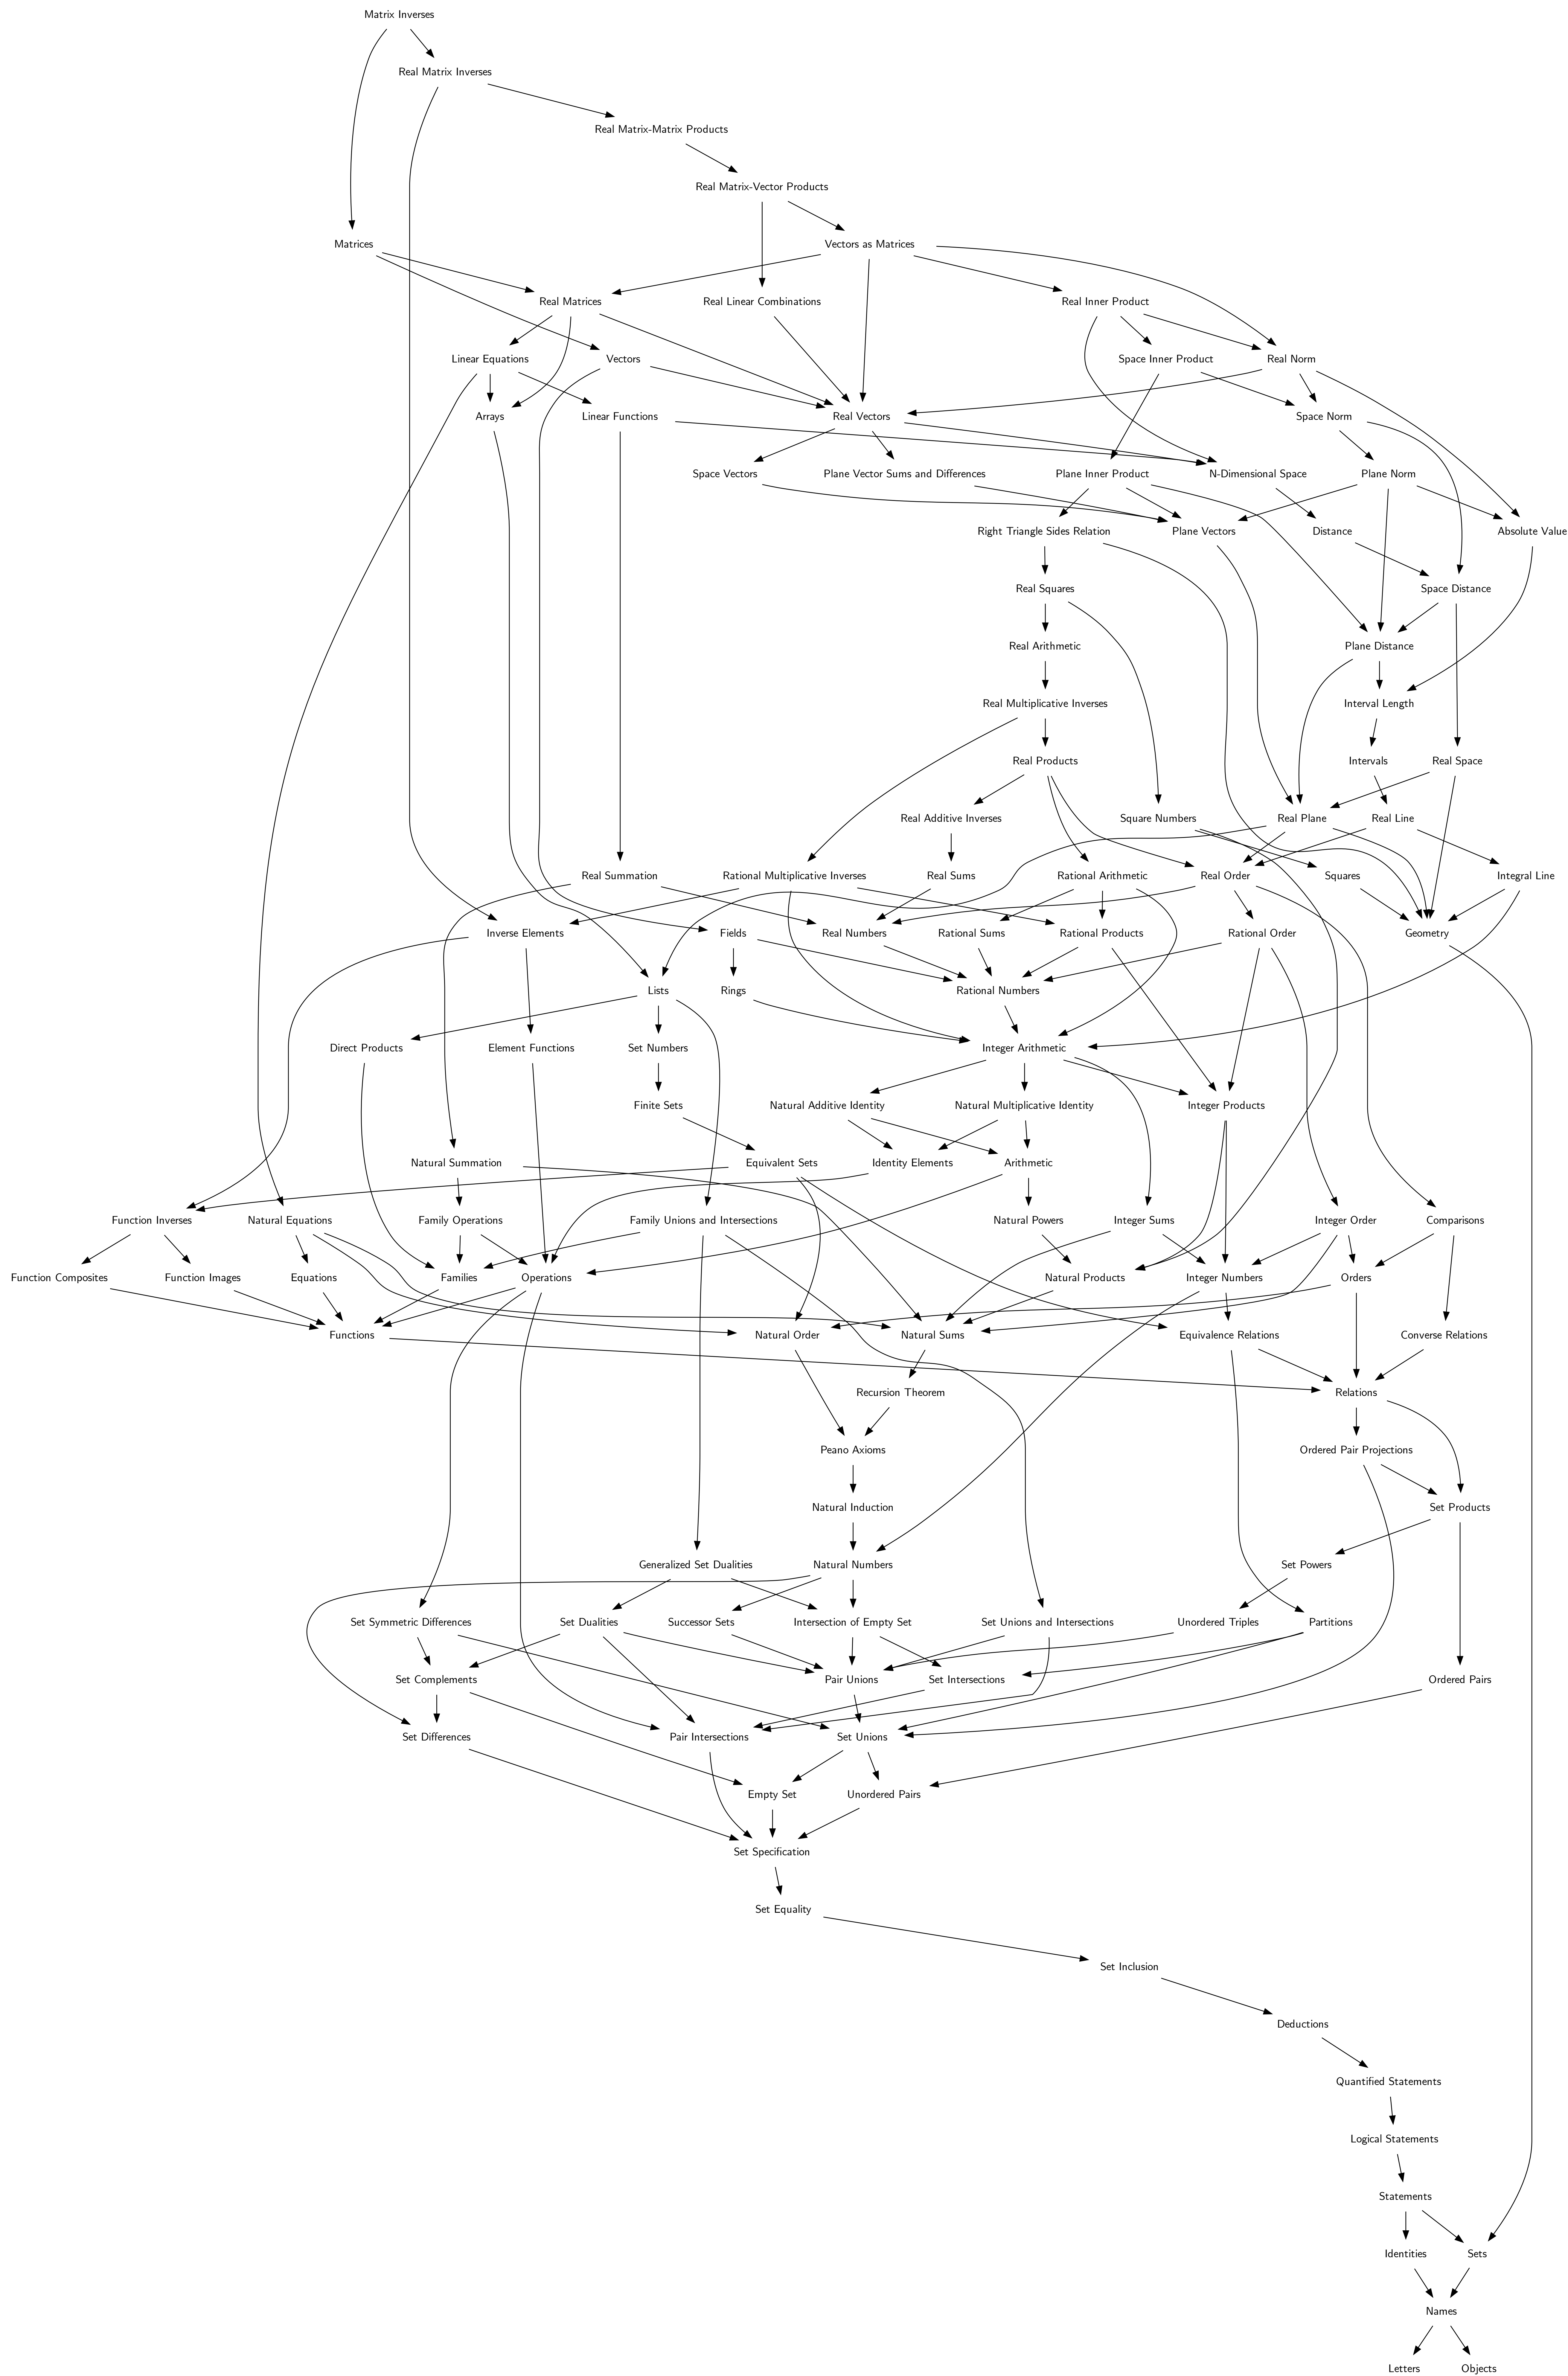 Matrix Inverses
Real Matrix Inverses
Real Matrix-Matrix Products
Real Matrix-Vector Products
Matrices
Vectors as Matrices
Real Matrices
Real Linear Combinations
Real Inner Product
Linear Equations
Vectors
Space Inner Product
Real Norm
Arrays
Linear Functions
Real Vectors
Space Norm
Space Vectors
Plane Vector Sums and Differences
Plane Inner Product
N-Dimensional Space
Plane Norm
Right Triangle Sides Relation
Plane Vectors
Distance
Absolute Value
Real Squares
Space Distance
Real Arithmetic
Plane Distance
Real Multiplicative Inverses
Interval Length
Real Products
Intervals
Real Space
Real Additive Inverses
Square Numbers
Real Plane
Real Line
Real Summation
Rational Multiplicative Inverses
Real Sums
Rational Arithmetic
Real Order
Squares
Integral Line
Inverse Elements
Fields
Real Numbers
Rational Sums
Rational Products
Rational Order
Geometry
Lists
Rings
Rational Numbers
Direct Products
Element Functions
Set Numbers
Integer Arithmetic
Finite Sets
Natural Additive Identity
Natural Multiplicative Identity
Integer Products
Natural Summation
Equivalent Sets
Identity Elements
Arithmetic
Function Inverses
Natural Equations
Family Operations
Family Unions and Intersections
Natural Powers
Integer Sums
Integer Order
Comparisons
Function Composites
Function Images
Equations
Families
Operations
Natural Products
Integer Numbers
Orders
Functions
Natural Order
Natural Sums
Equivalence Relations
Converse Relations
Recursion Theorem
Relations
Peano Axioms
Ordered Pair Projections
Natural Induction
Set Products
Generalized Set Dualities
Natural Numbers
Set Powers
Set Symmetric Differences
Set Dualities
Successor Sets
Intersection of Empty Set
Set Unions and Intersections
Unordered Triples
Partitions
Set Complements
Pair Unions
Set Intersections
Ordered Pairs
Set Differences
Pair Intersections
Set Unions
Empty Set
Unordered Pairs
Set Specification
Set Equality
Set Inclusion
Deductions
Quantified Statements
Logical Statements
Statements
Identities
Sets
Names
Letters
Objects